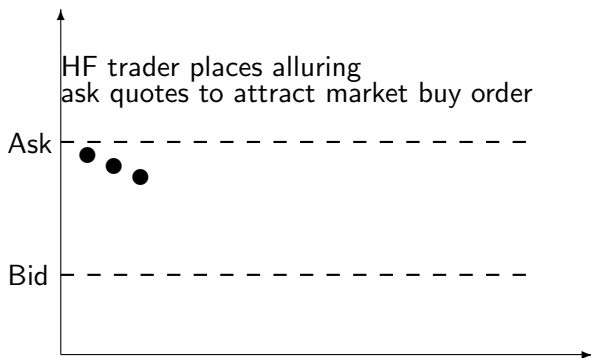 HF trader places alluring
ask quotes to attract market buy order
Ask
Bid